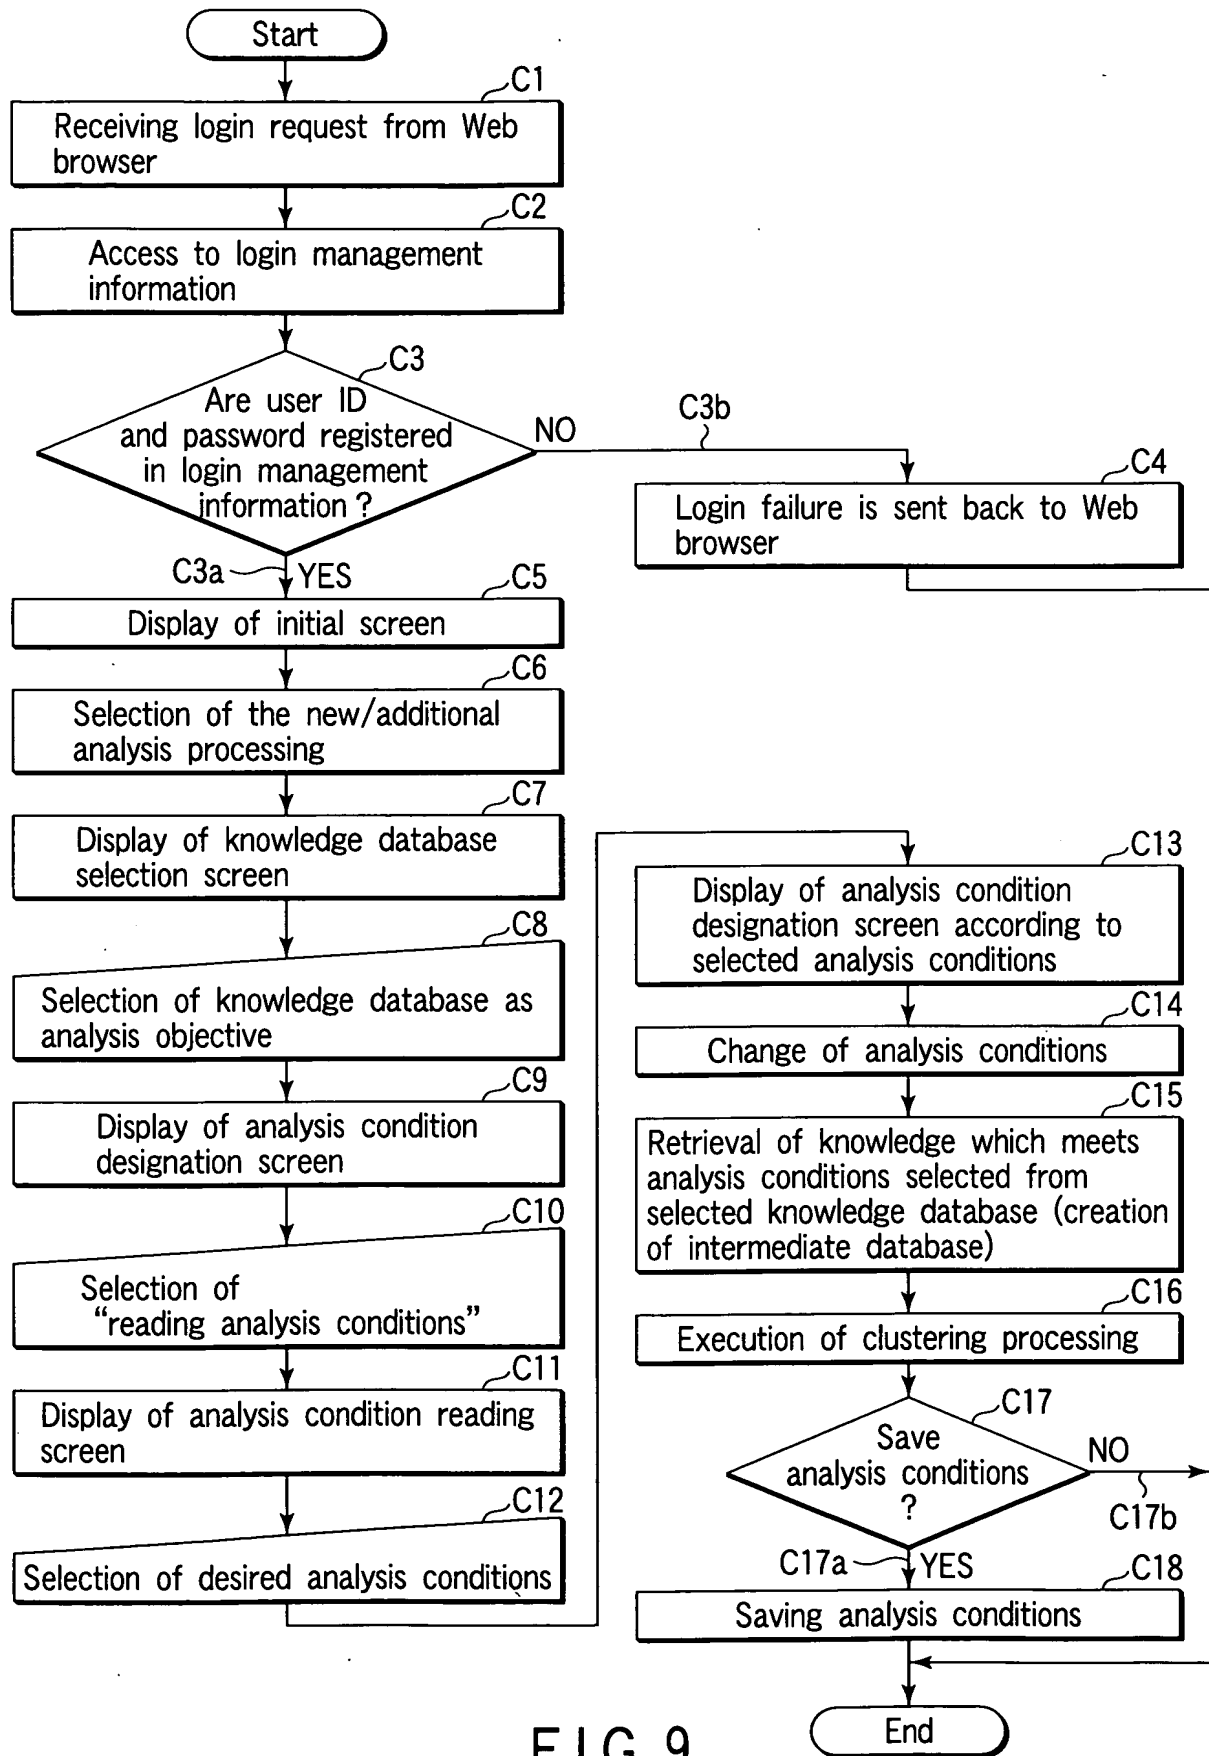 Start
C1
Receiving login request from Web
browser
C2
Access to login management
information
C3
Are user ID
and password registered
in login management
information ?
NO
C3b
C4
Login failure is sent back to Web
browser
C3a
YES
C5
Display of initial screen
C6
Selection of the new/additional
analysis processing
C7
Display of knowledge database
selection screen
C8
Selection of knowledge database as
analysis objective
C9
Display of analysis condition
designation screen
C10
Selection of
“reading analysis conditions”
C11
Display of analysis condition reading
screen
C12
Selection of desired analysis conditions
C13
Display of analysis condition
designation screen according to
selected analysis conditions
C14
Change of analysis conditions
C15
Retrieval of knowledge which meets
analysis conditions selected from
selected knowledge database (creation
of intermediate database)
C16
Execution of clustering processing
C17
Save
analysis conditions
?
NO
C17b
C17a
YES
C18
Saving analysis conditions
End
FIG. 9